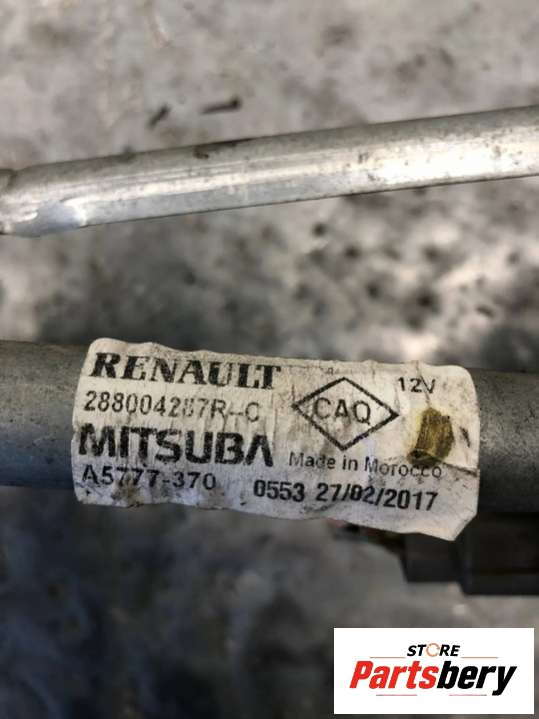 RENAULT
288004287R-C
CAQ
12V
MITSUBA
Made in Morocco
A5777-370 0553 27/02/2017
STORE
Partsbery